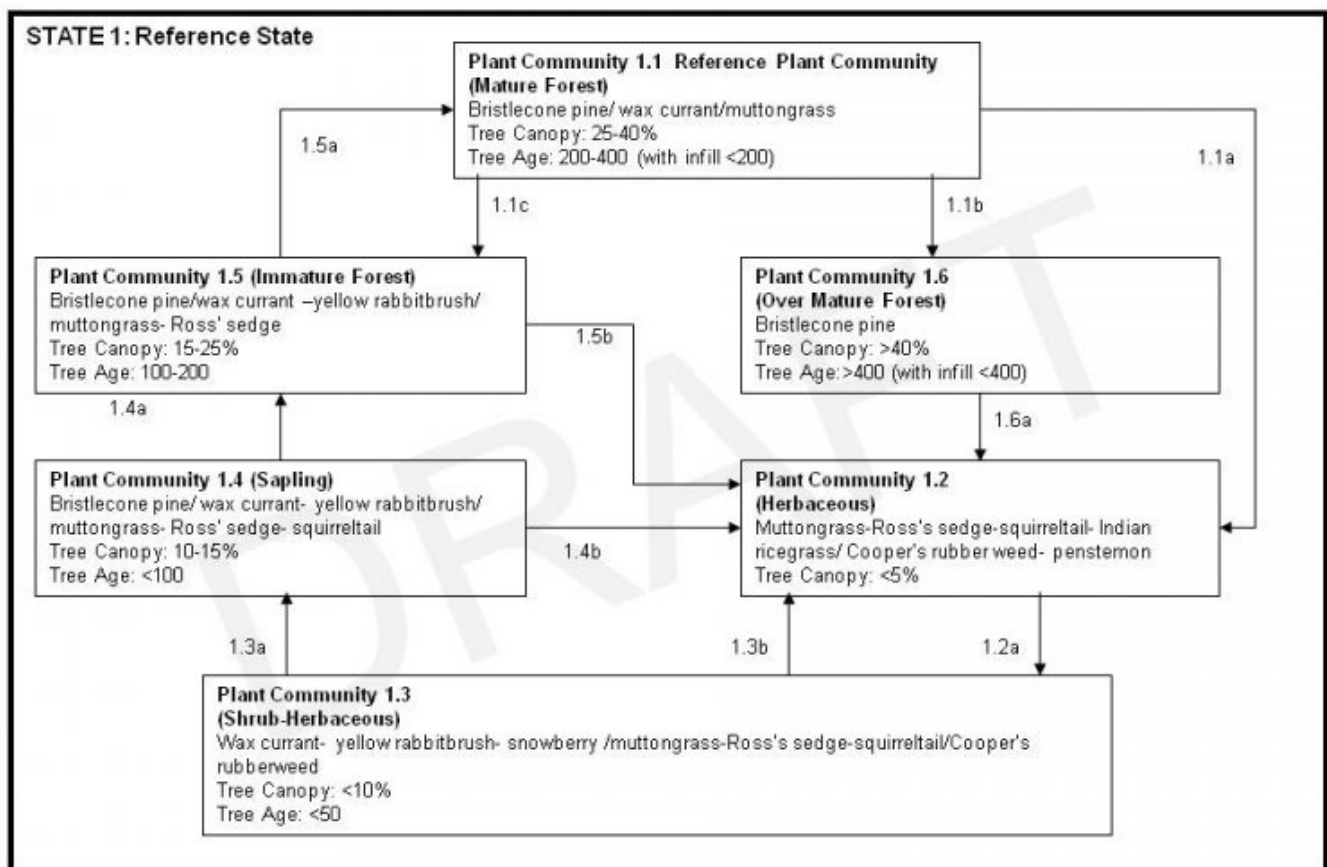 STATE 1: Reference State
Plant Community 1.1 Reference Plant Community
(Mature Forest)
Bristlecone pine/ wax currant/muttongrass
Tree Canopy: 25-40%
Tree Age: 200-400 (with infill <200)
1.5a
1.1a
1.1c
1.1b
Plant Community 1.5 (Immature Forest)
Bristlecone pine/wax currant –yellow rabbitbrush/
muttongrass- Ross' sedge
Tree Canopy: 15-25%
Tree Age: 100-200
Plant Community 1.6
(Over Mature Forest)
Bristlecone pine
Tree Canopy: >40%
Tree Age:>400 (with infill <400)
1.5b
1.4a
1.6a
Plant Community 1.4 (Sapling)
Bristlecone pine/ wax currant- yellow rabbitbrush/
muttongrass- Ross' sedge- squirreltail
Tree Canopy: 10-15%
Tree Age: <100
Plant Community 1.2
(Herbaceous)
Muttongrass-Ross's sedge-squirreltail- Indian
ricegrass/ Cooper's rubber weed- penstemon
Tree Canopy: <5%
1.4b
1.3a
1.3b
1.2a
Plant Community 1.3
(Shrub-Herbaceous)
Wax currant- yellow rabbitbrush- snowberry /muttongrass-Ross's sedge-squirreltail/Cooper's
rubberweed
Tree Canopy: <10%
Tree Age: <50
DRAFT